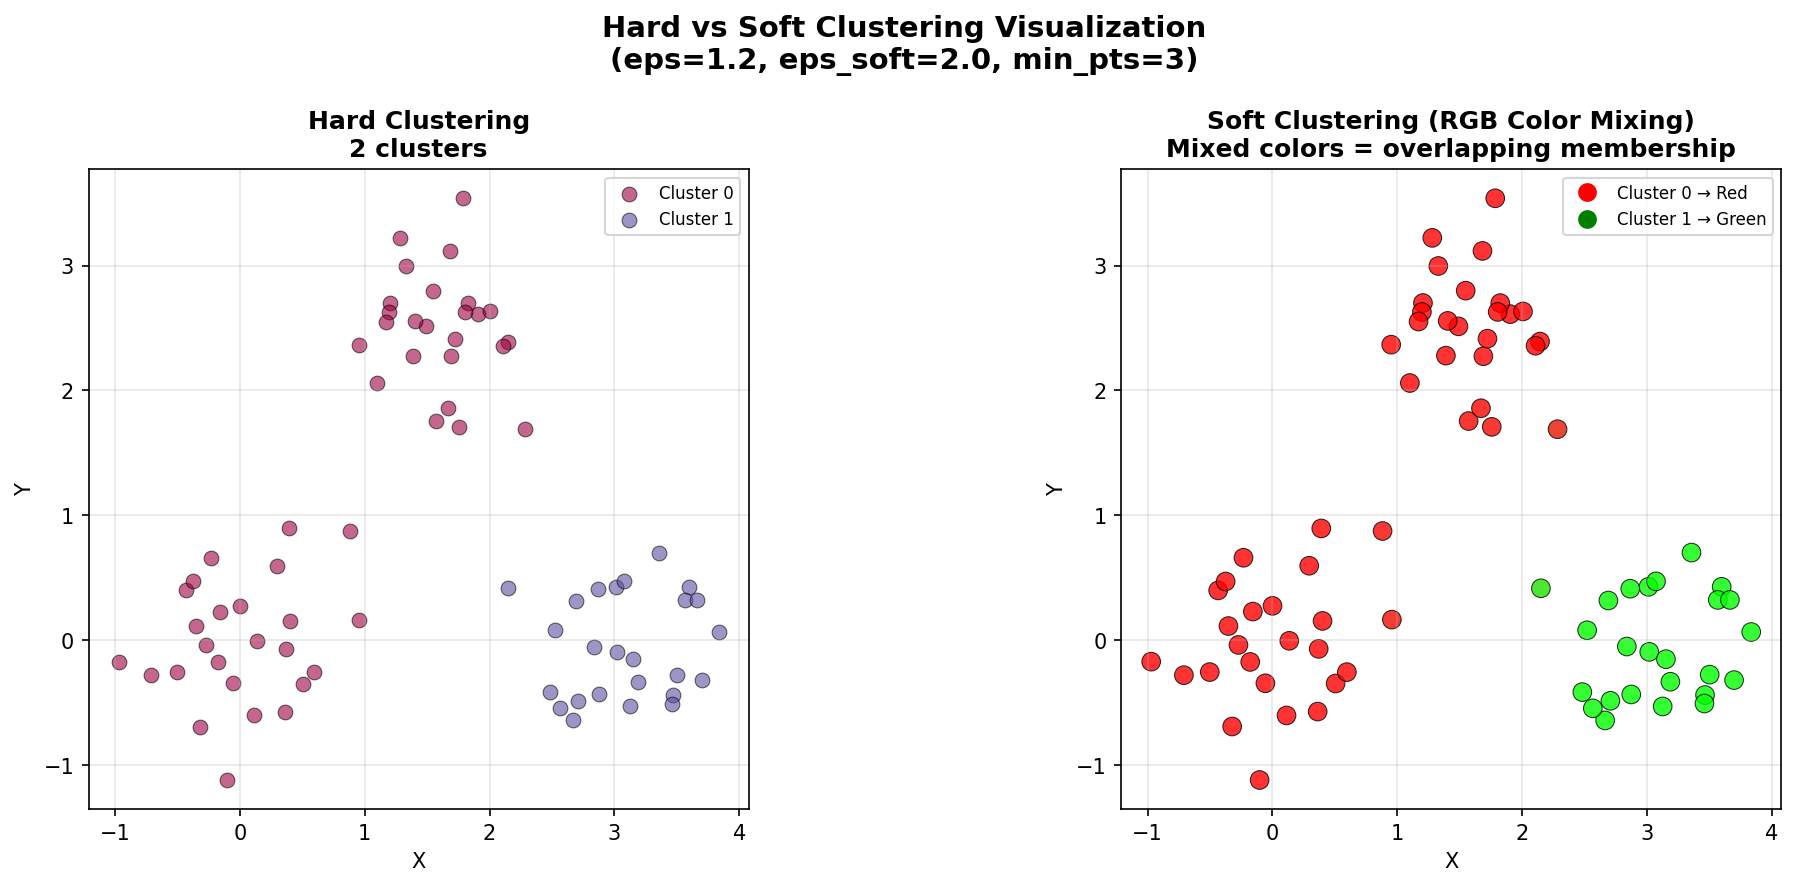 Hard vs Soft Clustering Visualization
(eps=1.2, eps_soft=2.0, min_pts=3)
Hard Clustering
2 clusters
Cluster 0
Cluster 1
3
2
1
0
−1
Y
−1
0
1
2
3
4
X
Soft Clustering (RGB Color Mixing)
Mixed colors = overlapping membership
Cluster 0 → Red
Cluster 1 → Green
3
2
1
0
−1
Y
−1
0
1
2
3
4
X